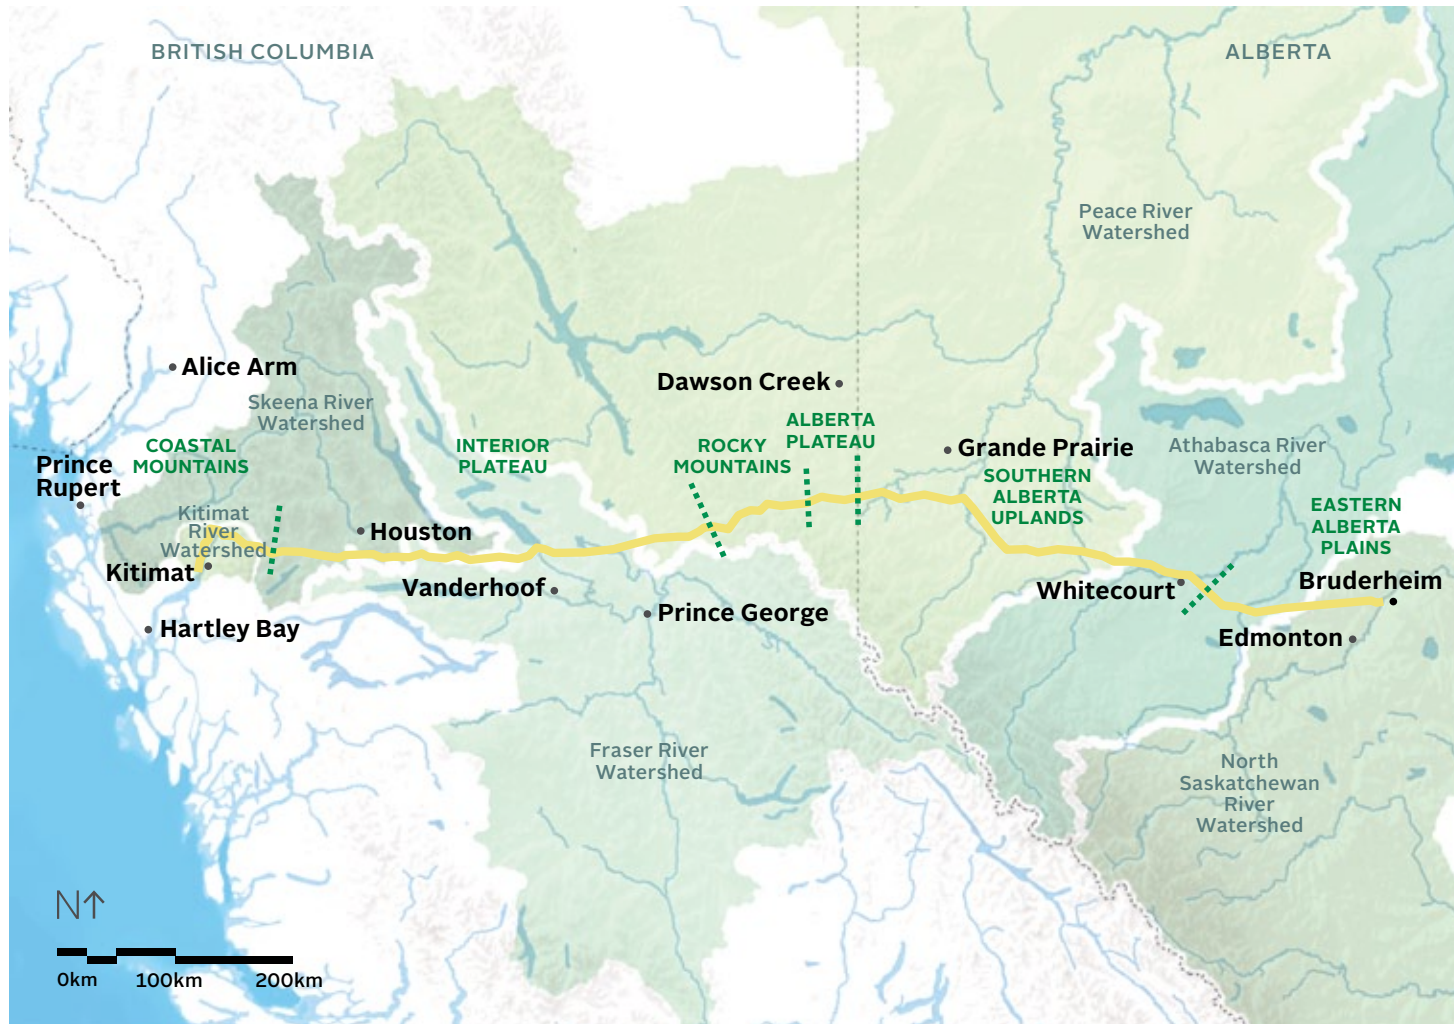 BRITISH COLUMBIA
ALBERTA
Peace River
Watershed
Alice Arm
Dawson Creek
Skeena River
Watershed
COASTAL
MOUNTAINS
INTERIOR
PLATEAU
ROCKY
MOUNTAINS
ALBERTA
PLATEAU
Grande Prairie
Athabasca River
Watershed
Prince
Rupert
SOUTHERN
ALBERTA
UPLANDS
EASTERN
ALBERTA
PLAINS
Kitimat
River
Watershed
Houston
Kitimat
Vanderhoof
Whitecourt
Bruderheim
Hartley Bay
Prince George
Edmonton
Fraser River
Watershed
North
Saskatchewan
River
Watershed
N↑
0km 100km 200km